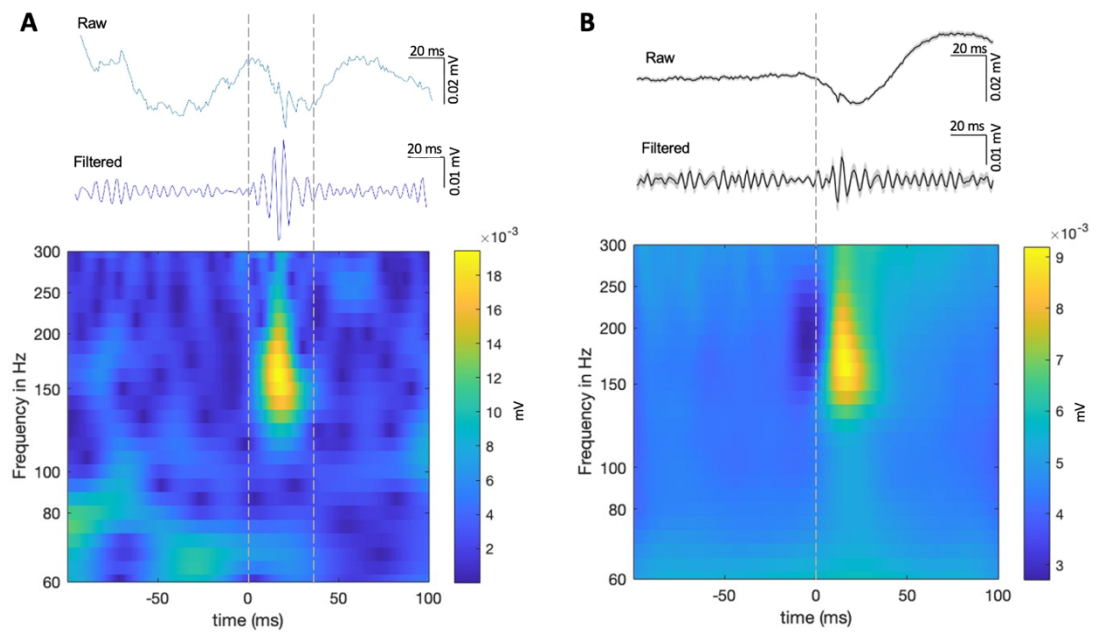 A
Raw
20 ms
0.02 mV
Filtered
20 ms
0.01 mV
×10⁻³
300
250
200
150
100
80
60
Frequency in Hz
-50
0
50
100
time (ms)
18
16
14
12
10
8
6
4
2
mV
B
Raw
20 ms
0.02 mV
Filtered
20 ms
0.01 mV
×10⁻³
300
250
200
150
100
80
60
Frequency in Hz
-50
0
50
100
time (ms)
9
8
7
6
5
4
3
mV